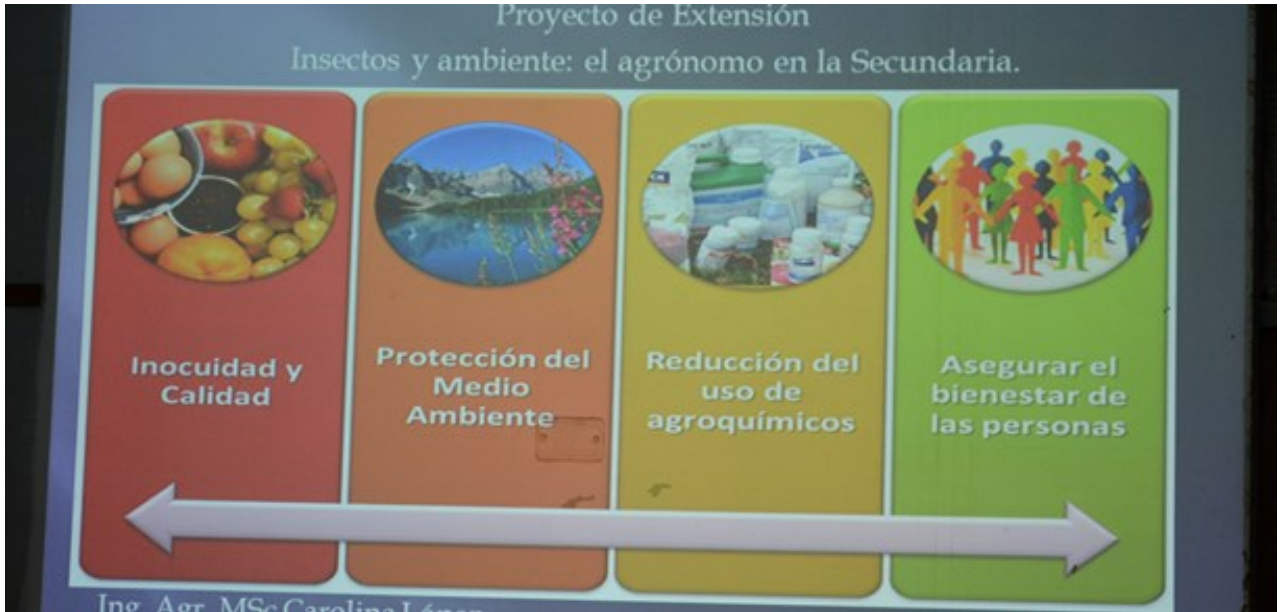 Proyecto de Extensión
Insectos y ambiente: el agrónomo en la Secundaria.
Inocuidad y
Calidad
Protección del
Medio
Ambiente
Reducción del
uso de
agroquímicos
Asegurar el
bienestar de
las personas
Ing. Agr. MSc Carolina López